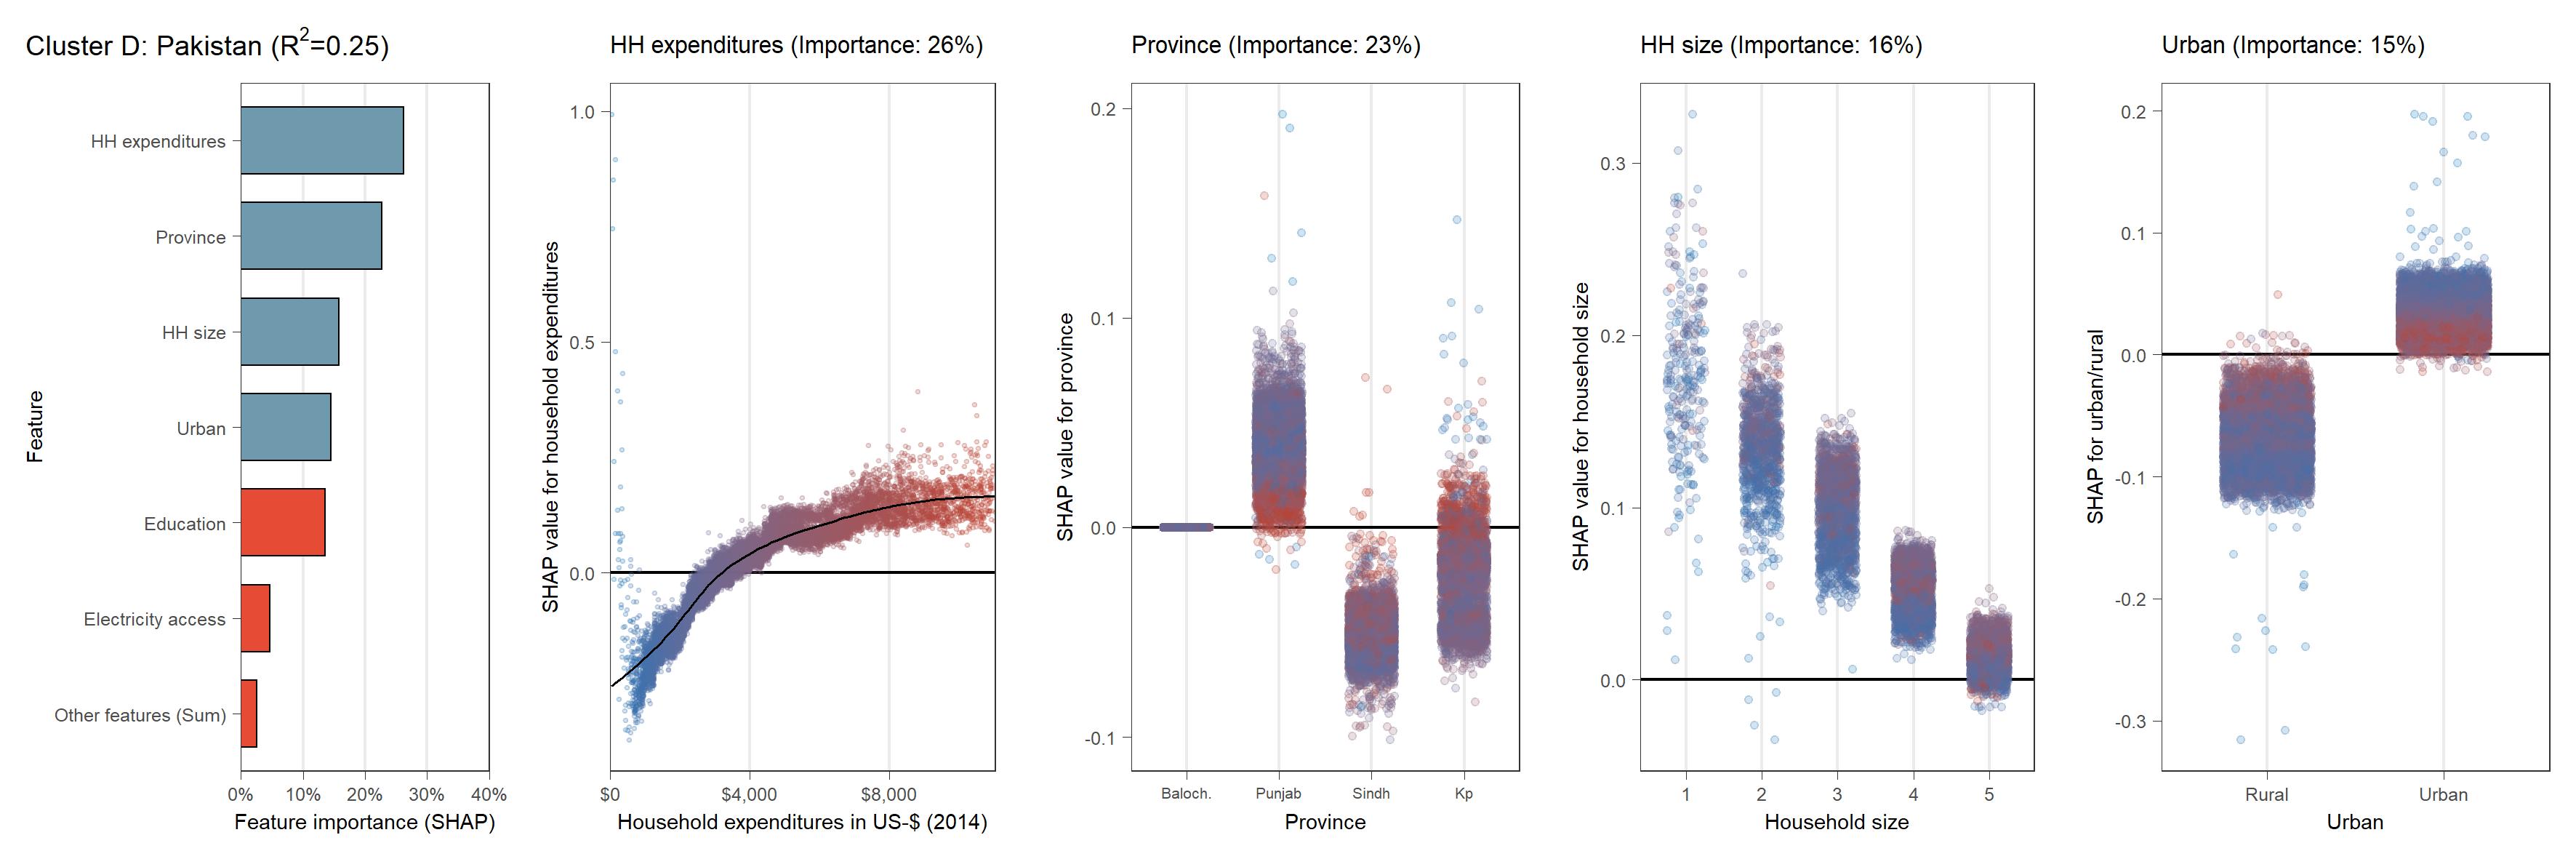 Cluster D: Pakistan (R²=0.25)
Feature
HH expenditures
Province
HH size
Urban
Education
Electricity access
Other features (Sum)
0% 10% 20% 30% 40%
Feature importance (SHAP)
HH expenditures (Importance: 26%)
SHAP value for household expenditures
1.0
0.5
0.0
$0 $4,000 $8,000
Household expenditures in US-$ (2014)
Province (Importance: 23%)
SHAP value for province
0.2
0.1
0.0
-0.1
Baloch. Punjab Sindh Kp
Province
HH size (Importance: 16%)
SHAP value for household size
0.3
0.2
0.1
0.0
1 2 3 4 5
Household size
Urban (Importance: 15%)
SHAP for urban/rural
0.2
0.1
0.0
-0.1
-0.2
-0.3
Rural Urban
Urban